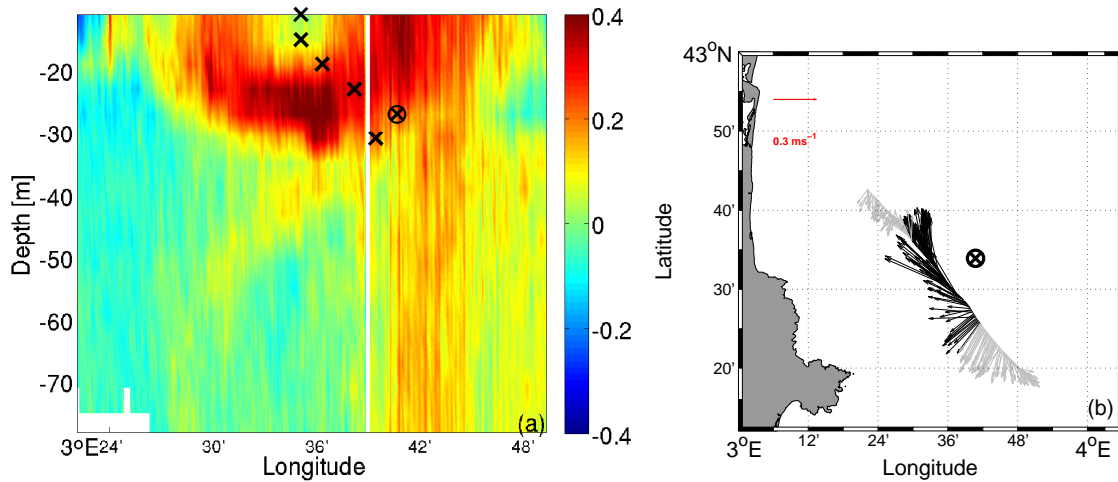 0.4
0.2
0
-0.2
-0.4
-20
-30
-40
-50
-60
-70
Depth [m]
(a)
3°E24' 30' 36' 42' 48'
Longitude
43°N
50'
40'
30'
20'
Latitude
0.3 ms⁻¹
(b)
3°E 12' 24' 36' 48' 4°E
Longitude